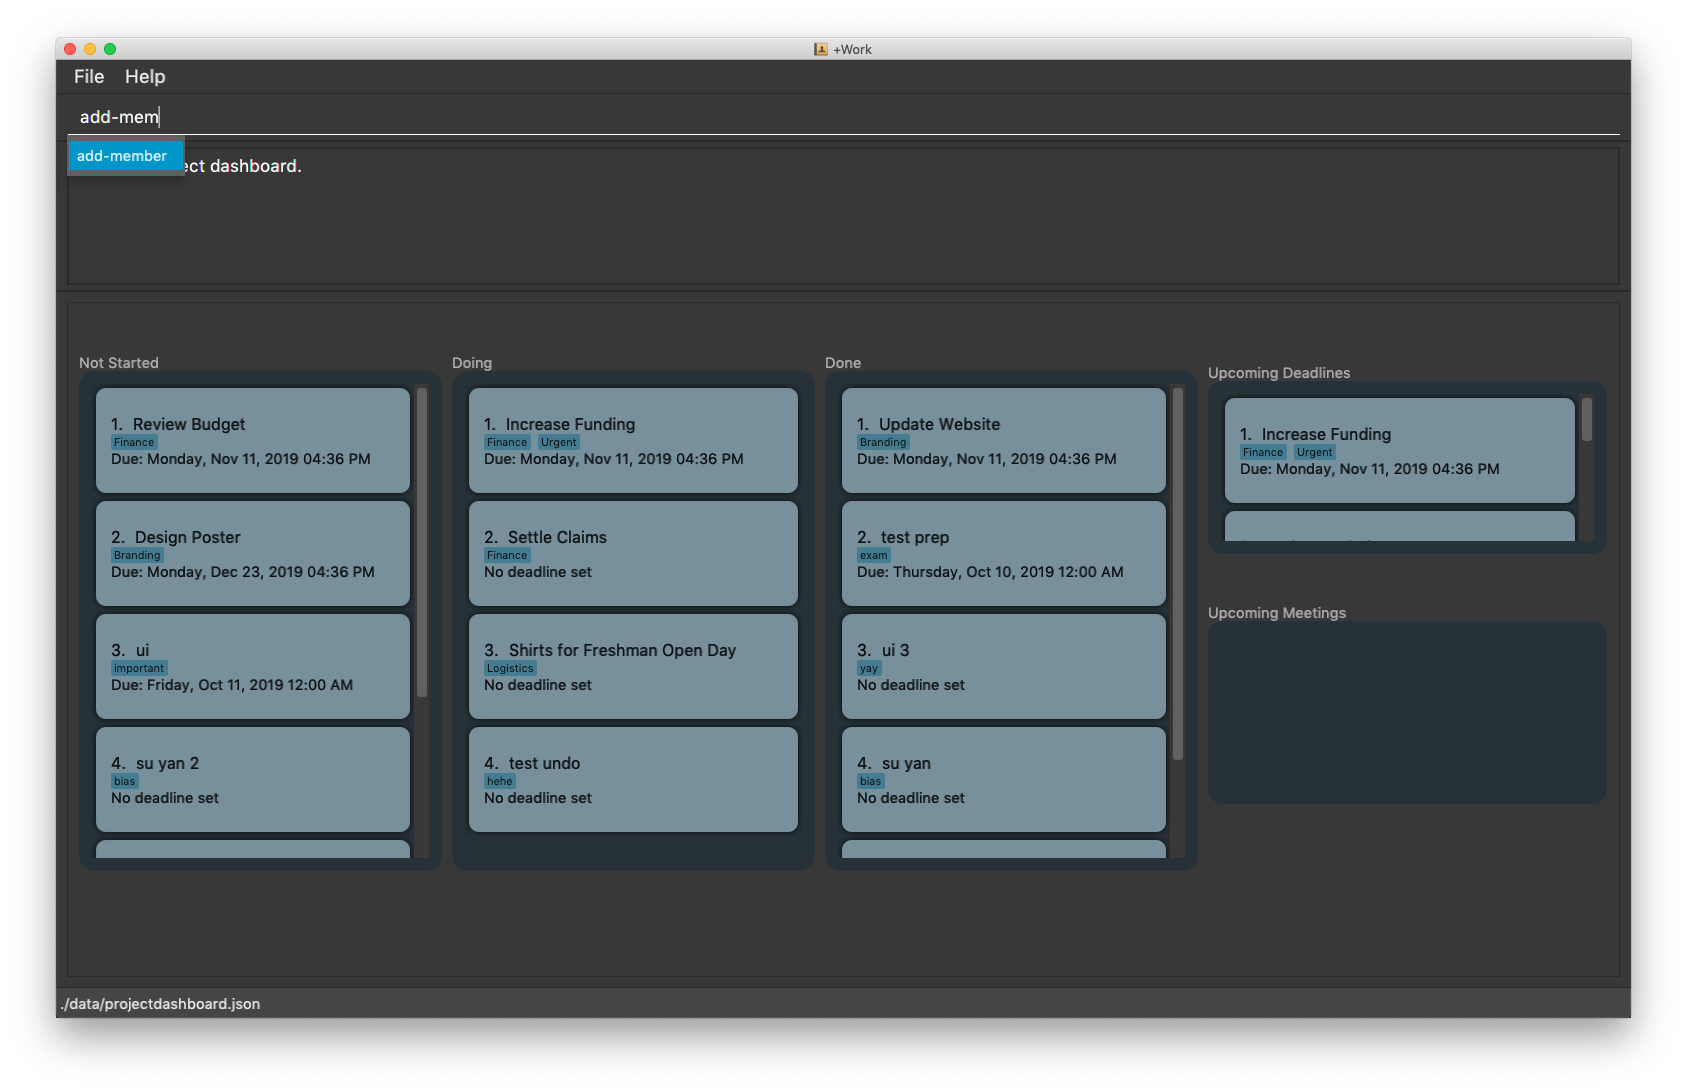 +Work
File Help
add-mem
add-member
ect dashboard.
Not Started
1. Review Budget
Finance
Due: Monday, Nov 11, 2019 04:36 PM
2. Design Poster
Branding
Due: Monday, Dec 23, 2019 04:36 PM
3. ui
important
Due: Friday, Oct 11, 2019 12:00 AM
4. su yan 2
bias
No deadline set
Doing
1. Increase Funding
Finance Urgent
Due: Monday, Nov 11, 2019 04:36 PM
2. Settle Claims
Finance
No deadline set
3. Shirts for Freshman Open Day
Logistics
No deadline set
4. test undo
hehe
No deadline set
Done
1. Update Website
Branding
Due: Monday, Nov 11, 2019 04:36 PM
2. test prep
exam
Due: Thursday, Oct 10, 2019 12:00 AM
3. ui 3
yay
No deadline set
4. su yan
bias
No deadline set
Upcoming Deadlines
1. Increase Funding
Finance Urgent
Due: Monday, Nov 11, 2019 04:36 PM
Upcoming Meetings
./data/projectdashboard.json